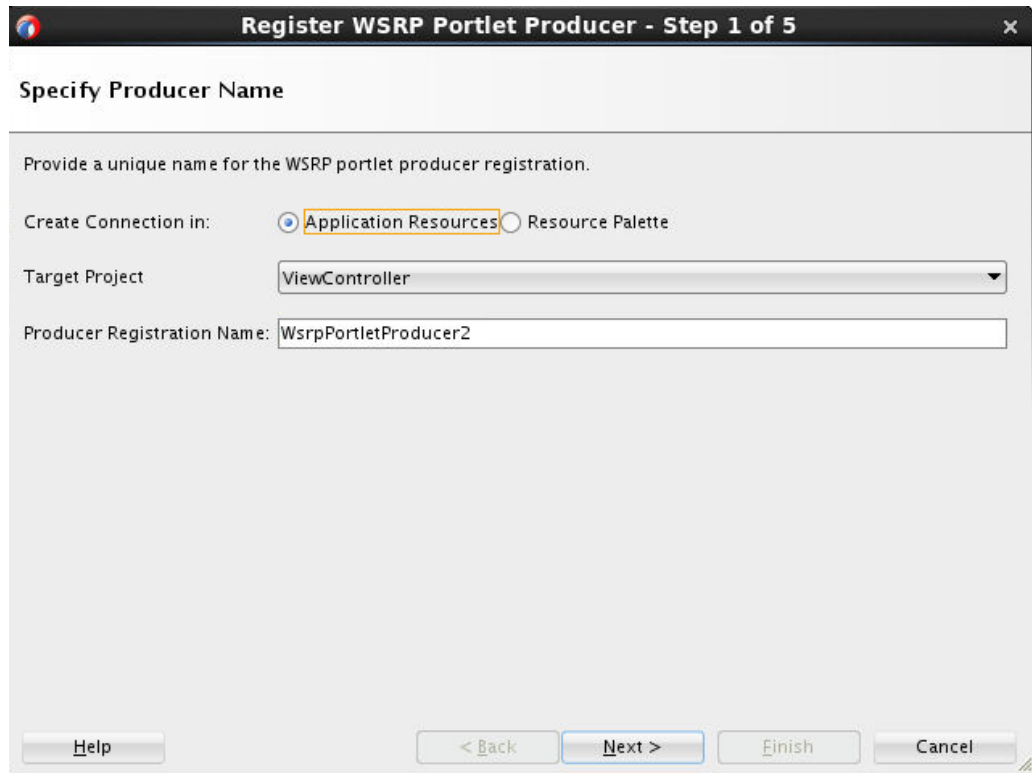 Register WSRP Portlet Producer - Step 1 of 5
Specify Producer Name
Provide a unique name for the WSRP portlet producer registration.
Create Connection in: Application Resources Resource Palette
Target Project ViewController
Producer Registration Name: WsrpPortletProducer2
Help < Back Next > Finish Cancel